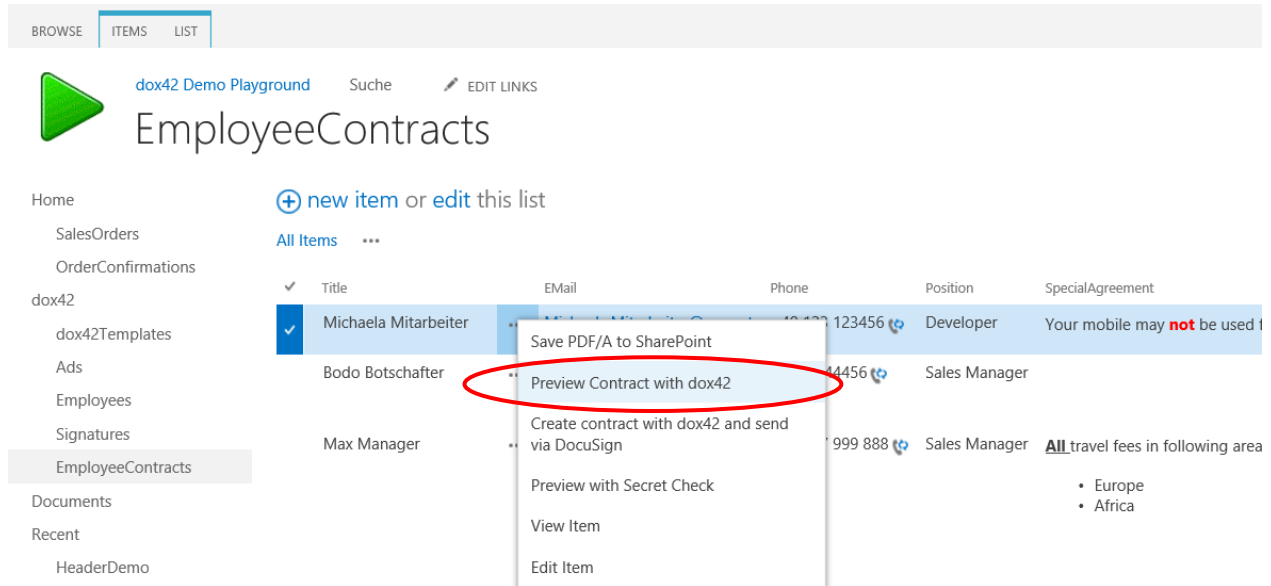 BROWSE ITEMS LIST
dox42 Demo Playground Suche EDIT LINKS
EmployeeContracts
Home
SalesOrders
OrderConfirmations
dox42
dox42Templates
Ads
Employees
Signatures
EmployeeContracts
Documents
Recent
HeaderDemo
new item or edit this list
All Items ...
Title EMail Phone Position SpecialAgreement
Michaela Mitarbeiter 123456 Developer Your mobile may not be used
Bodo Botschafter 44456 Sales Manager
Max Manager 999 888 Sales Manager All travel fees in following area
• Europe
• Africa
Save PDF/A to SharePoint
Preview Contract with dox42
Create contract with dox42 and send
via DocuSign
Preview with Secret Check
View Item
Edit Item